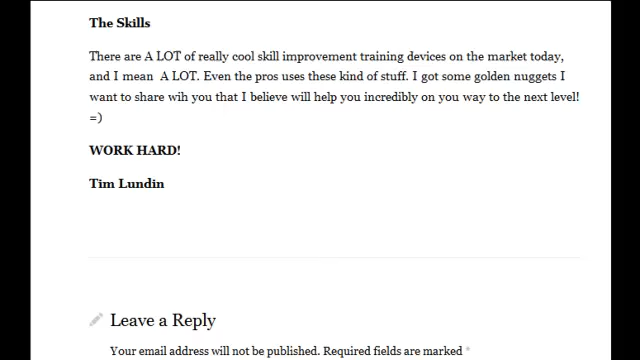 The Skills
There are A LOT of really cool skill improvement training devices on the market today,
and I mean  A LOT. Even the pros uses these kind of stuff. I got some golden nuggets I
want to share wih you that I believe will help you incredibly on you way to the next level!
=)
WORK HARD!
Tim Lundin
Leave a Reply
Your email address will not be published. Required fields are marked *